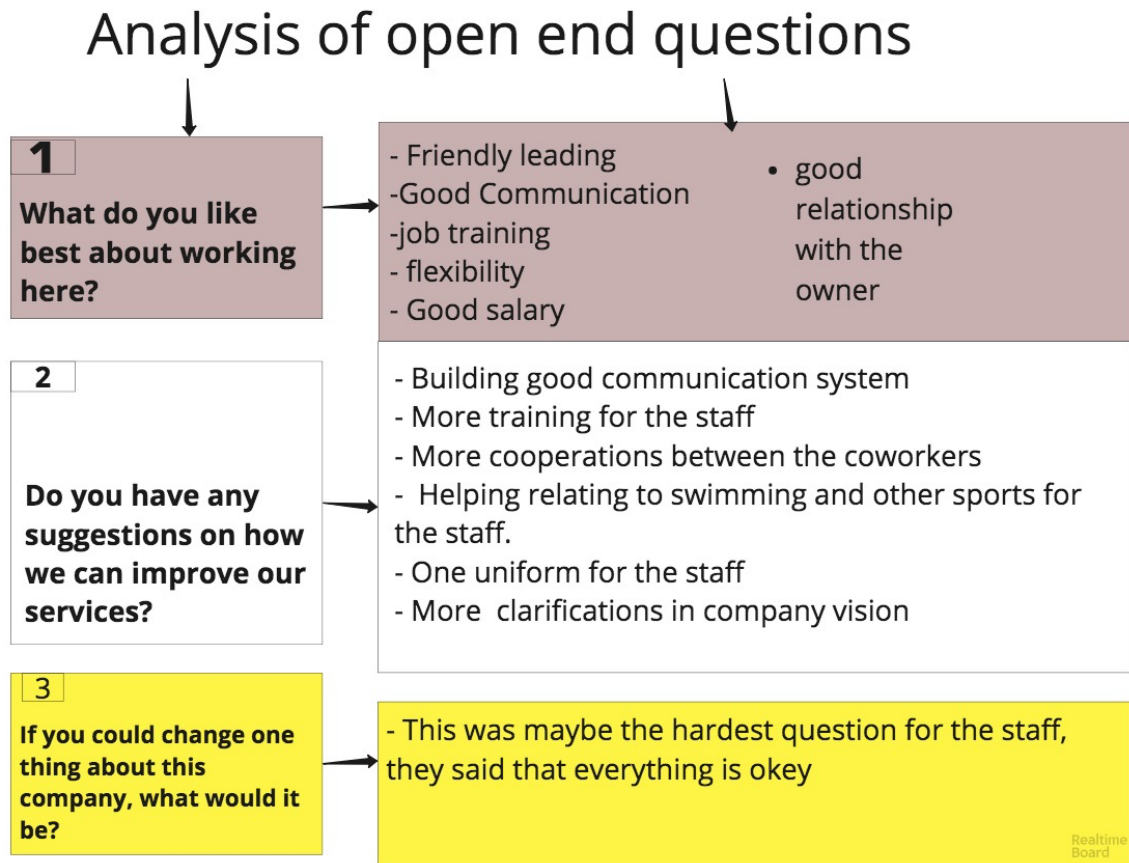 Analysis of open end questions
1
What do you like
best about working
here?
- Friendly leading
-Good Communication
-job training
- flexibility
- Good salary
• good
relationship
with the
owner
2
Do you have any
suggestions on how
we can improve our
services?
- Building good communication system
- More training for the staff
- More cooperations between the coworkers
- Helping relating to swimming and other sports for
the staff.
- One uniform for the staff
- More clarifications in company vision
3
If you could change one
thing about this
company, what would it
be?
- This was maybe the hardest question for the staff,
they said that everything is okey
Realtime
Board